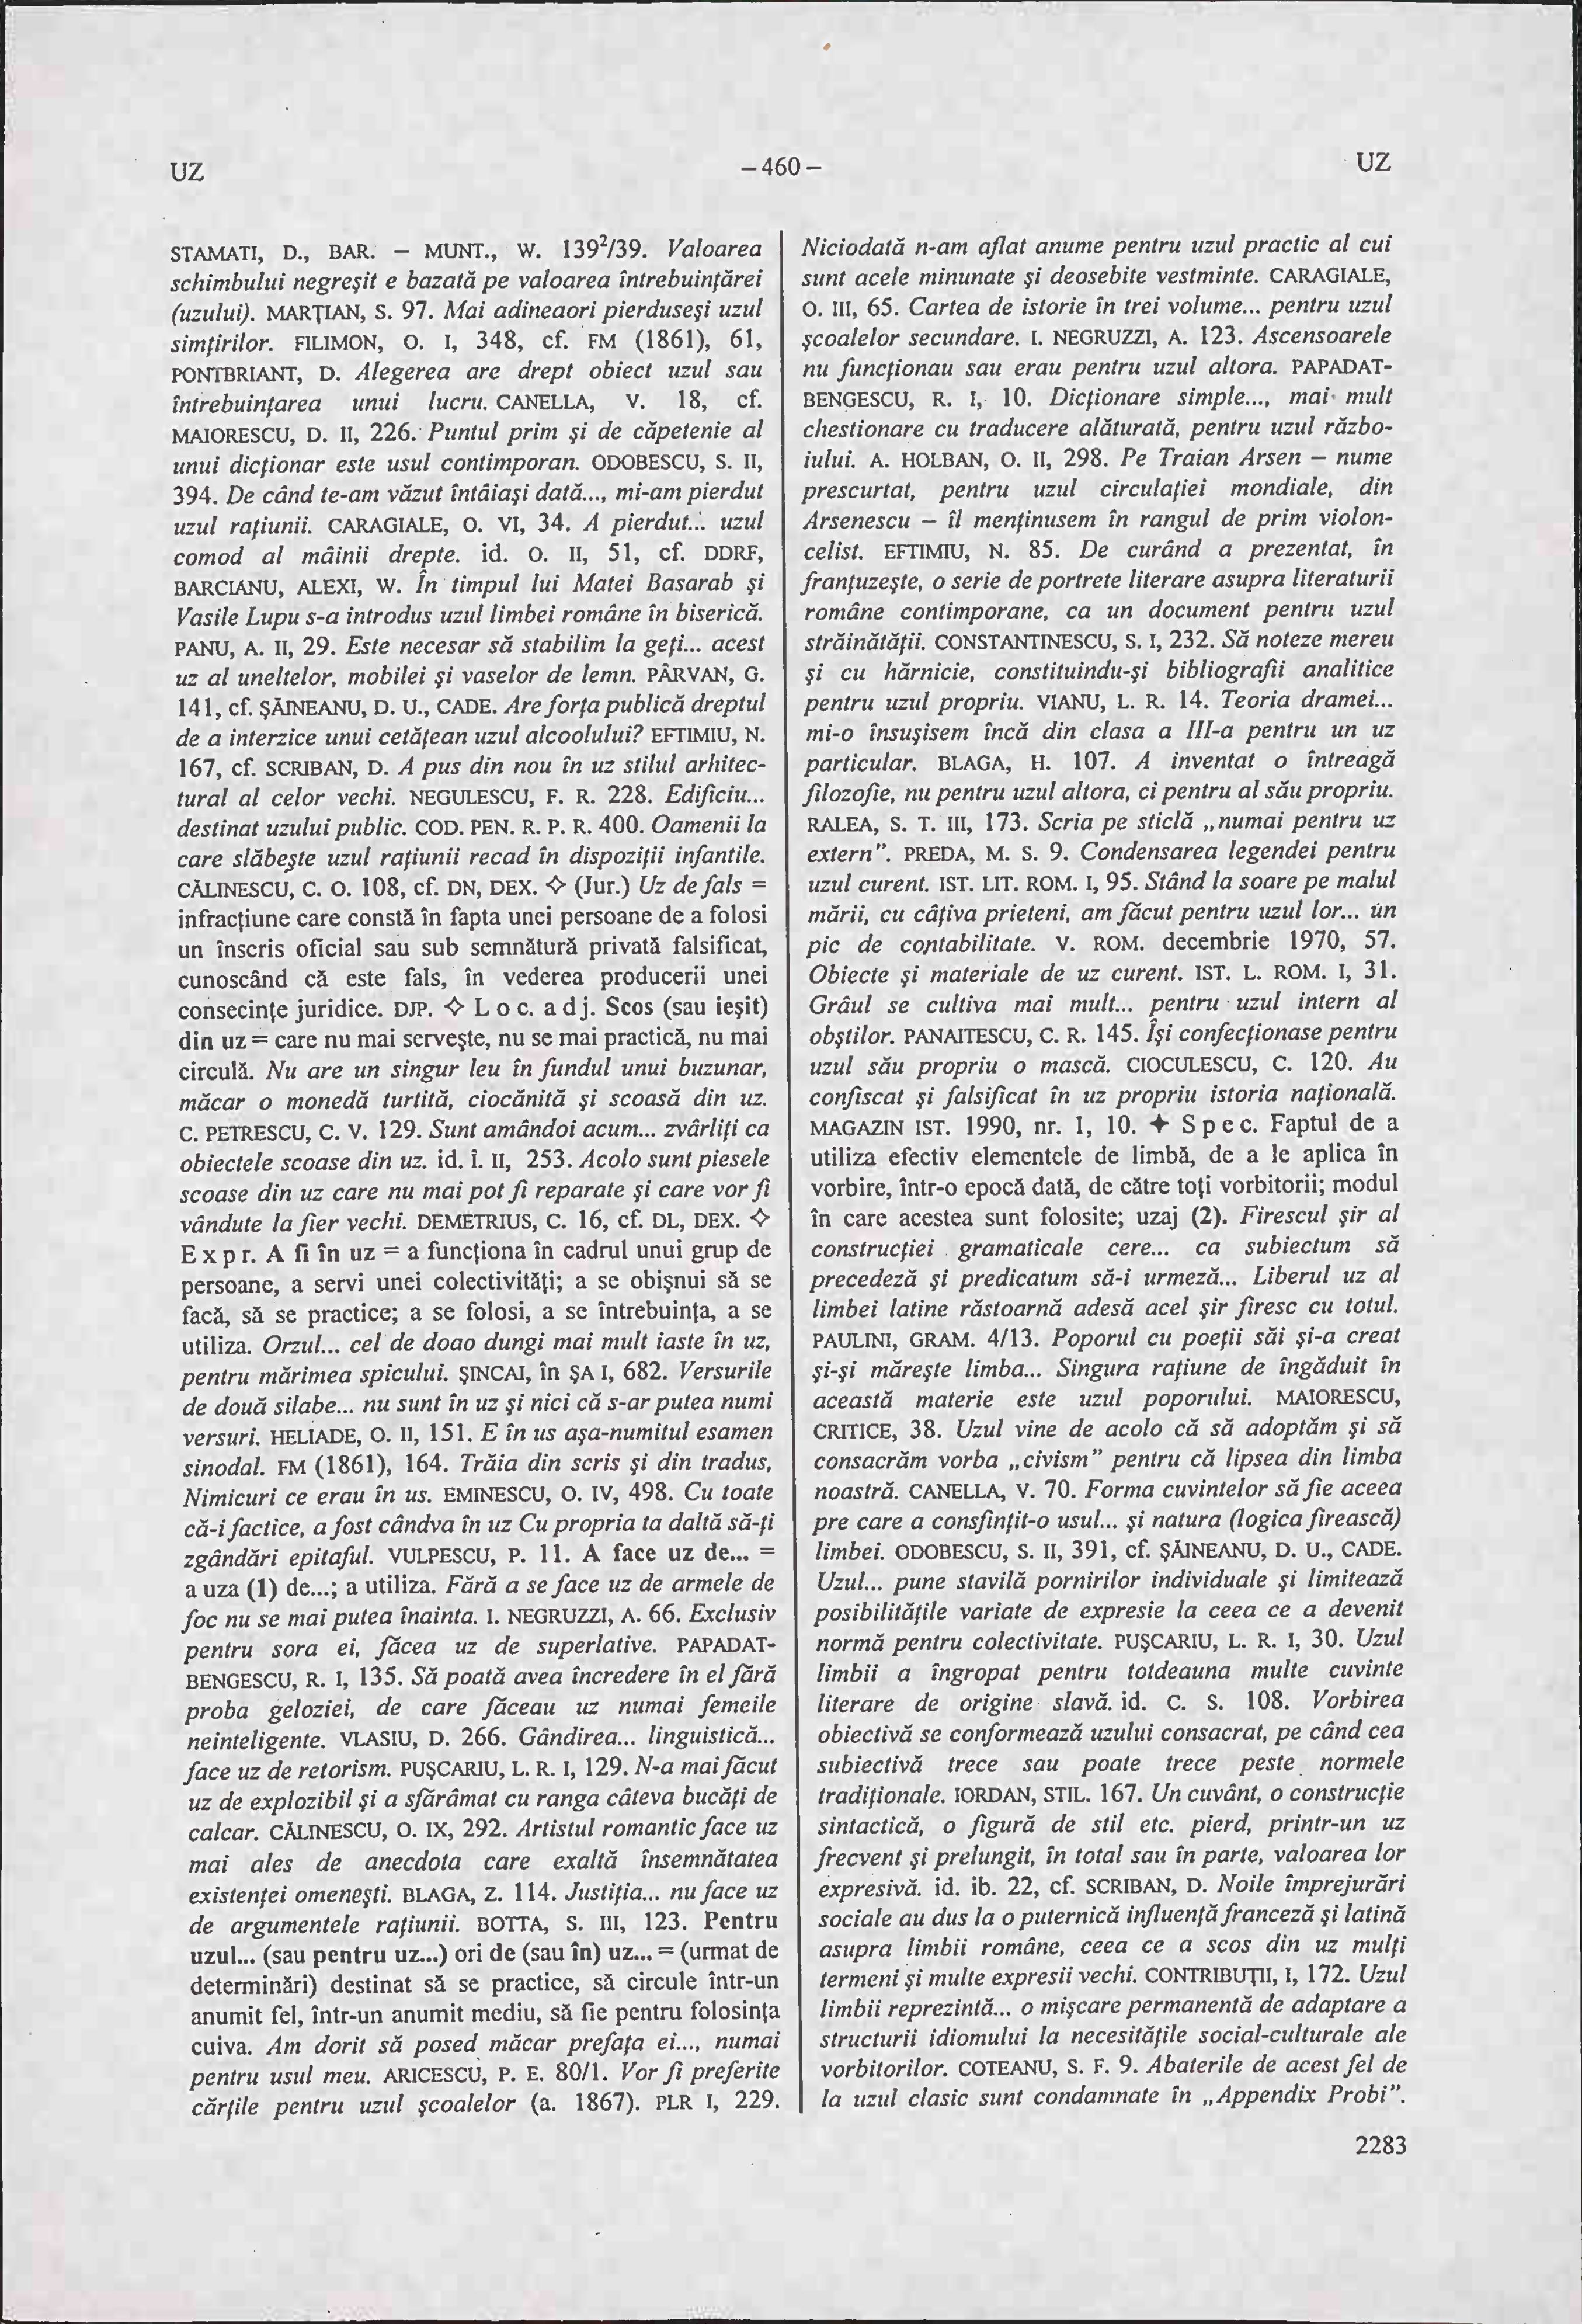 UZ
– 460 –
UZ
STAMATI, D., BAR. – MUNT., W. 139²/39. Valoarea
schimbului negreşit e bazată pe valoarea întrebuinţărei
(uzului). MARŢIAN, S. 97. Mai adineaori pierduseşi uzul
simţirilor. FILIMON, O. I, 348, cf. FM (1861), 61,
PONTBRIANT, D. Alegerea are drept obiect uzul sau
întrebuinţarea unui lucru. CANELLA, V. 18, cf.
MAIORESCU, D. II, 226. Puntul prim şi de căpetenie al
unui dicţionar este usul contimporan. ODOBESCU, S. II,
394. De când te-am văzut întâiaşi dată..., mi-am pierdut
uzul raţiunii. CARAGIALE, O. VI, 34. A pierdut... uzul
comod al mâinii drepte. id. O. II, 51, cf. DDRF,
BARCIANU, ALEXI, W. În timpul lui Matei Basarab şi
Vasile Lupu s-a introdus uzul limbei române în biserică.
PANU, A. II, 29. Este necesar să stabilim la geţi... acest
uz al uneltelor, mobilei şi vaselor de lemn. PÂRVAN, G.
141, cf. ŞĂINEANU, D. U., CADE. Are forţa publică dreptul
de a interzice unui cetăţean uzul alcoolului? EFTIMIU, N.
167, cf. SCRIBAN, D. A pus din nou în uz stilul arhitec-
tural al celor vechi. NEGULESCU, F. R. 228. Edificiu...
destinat uzului public. COD. PEN. R. P. R. 400. Oamenii la
care slăbeşte uzul raţiunii recad în dispoziţii infantile.
CĂLINESCU, C. O. 108, cf. DN, DEX. ◇ (Jur.) Uz de fals =
infracţiune care constă în fapta unei persoane de a folosi
un înscris oficial sau sub semnătură privată falsificat,
cunoscând că este fals, în vederea producerii unei
consecinţe juridice. DJP. ◇ Loc. adj. Scos (sau ieşit)
din uz = care nu mai serveşte, nu se mai practică, nu mai
circulă. Nu are un singur leu în fundul unui buzunar,
măcar o monedă turtită, ciocănită şi scoasă din uz.
C. PETRESCU, C. V. 129. Sunt amândoi acum... zvârliţi ca
obiectele scoase din uz. id. Î. II, 253. Acolo sunt piesele
scoase din uz care nu mai pot fi reparate şi care vor fi
vândute la fier vechi. DEMETRIUS, C. 16, cf. DL, DEX. ◇
Expr. A fi în uz = a funcţiona în cadrul unui grup de
persoane, a servi unei colectivităţi; a se obişnui să se
facă, să se practice; a se folosi, a se întrebuinţa, a se
utiliza. Orzul... cel de doao dungi mai mult iaste în uz,
pentru mărimea spicului. ŞINCAI, în ŞA I, 682. Versurile
de două silabe... nu sunt în uz şi nici că s-ar putea numi
versuri. HELIADE, O. II, 151. E în us aşa-numitul esamen
sinodal. FM (1861), 164. Trăia din scris şi din tradus,
Nimicuri ce erau în us. EMINESCU, O. IV, 498. Cu toate
că-i factice, a fost cândva în uz Cu propria ta daltă să-ţi
zgândări epitaful. VULPESCU, P. 11. A face uz de... =
a uza (1) de...; a utiliza. Fără a se face uz de armele de
foc nu se mai putea înainta. I. NEGRUZZI, A. 66. Exclusiv
pentru sora ei, făcea uz de superlative. PAPADAT-
BENGESCU, R. I, 135. Să poată avea încredere în el fără
proba geloziei, de care făceau uz numai femeile
neinteligente. VLASIU, D. 266. Gândirea... linguistică...
face uz de retorism. PUŞCARIU, L. R. I, 129. N-a mai făcut
uz de explozibil şi a sfărâmat cu ranga câteva bucăţi de
calcar. CĂLINESCU, O. IX, 292. Artistul romantic face uz
mai ales de anecdota care exaltă însemnătatea
existenţei omeneşti. BLAGA, Z. 114. Justiţia... nu face uz
de argumentele raţiunii. BOTTA, S. III, 123. Pentru
uzul... (sau pentru uz...) ori de (sau în) uz... = (urmat de
determinări) destinat să se practice, să circule într-un
anumit fel, într-un anumit mediu, să fie pentru folosinţa
cuiva. Am dorit să posed măcar prefaţa ei..., numai
pentru usul meu. ARICESCU, P. E. 80/1. Vor fi preferite
cărţile pentru uzul şcoalelor (a. 1867). PLR I, 229.
Niciodată n-am aflat anume pentru uzul practic al cui
sunt acele minunate şi deosebite vestminte. CARAGIALE,
O. III, 65. Cartea de istorie în trei volume... pentru uzul
şcoalelor secundare. I. NEGRUZZI, A. 123. Ascensoarele
nu funcţionau sau erau pentru uzul altora. PAPADAT-
BENGESCU, R. I, 10. Dicţionare simple..., mai mult
chestionare cu traducere alăturată, pentru uzul războ-
iului. A. HOLBAN, O. II, 298. Pe Traian Arsen – nume
prescurtat, pentru uzul circulaţiei mondiale, din
Arsenescu – îl menţinusem în rangul de prim violon-
celist. EFTIMIU, N. 85. De curând a prezentat, în
franţuzeşte, o serie de portrete literare asupra literaturii
române contimporane, ca un document pentru uzul
străinătăţii. CONSTANTINESCU, S. I, 232. Să noteze mereu
şi cu hărnicie, constituindu-şi bibliografii analitice
pentru uzul propriu. VIANU, L. R. 14. Teoria dramei...
mi-o însuşisem încă din clasa a III-a pentru un uz
particular. BLAGA, H. 107. A inventat o întreagă
filozofie, nu pentru uzul altora, ci pentru al său propriu.
RALEA, S. T. III, 173. Scria pe sticlă „numai pentru uz
extern”. PREDA, M. S. 9. Condensarea legendei pentru
uzul curent. IST. LIT. ROM. I, 95. Stând la soare pe malul
mării, cu câţiva prieteni, am făcut pentru uzul lor... un
pic de contabilitate. V. ROM. decembrie 1970, 57.
Obiecte şi materiale de uz curent. IST. L. ROM. I, 31.
Grâul se cultiva mai mult... pentru uzul intern al
obştilor. PANAITESCU, C. R. 145. Îşi confecţionase pentru
uzul său propriu o mască. CIOCULESCU, C. 120. Au
confiscat şi falsificat în uz propriu istoria naţională.
MAGAZIN IST. 1990, nr. 1, 10. ✦ Spec. Faptul de a
utiliza efectiv elementele de limbă, de a le aplica în
vorbire, într-o epocă dată, de către toţi vorbitorii; modul
în care acestea sunt folosite; uzaj (2). Firescul şir al
construcţiei gramaticale cere... ca subiectum să
precedeză şi predicatum să-i urmeză... Liberul uz al
limbei latine răstoarnă adesă acel şir firesc cu totul.
PAULINI, GRAM. 4/13. Poporul cu poeţii săi şi-a creat
şi-şi măreşte limba... Singura raţiune de îngăduit în
această materie este uzul poporului. MAIORESCU,
CRITICE, 38. Uzul vine de acolo că să adoptăm şi să
consacrăm vorba „civism” pentru că lipsea din limba
noastră. CANELLA, V. 70. Forma cuvintelor să fie aceea
pre care a consfinţit-o usul... şi natura (logica firească)
limbei. ODOBESCU, S. II, 391, cf. ŞĂINEANU, D. U., CADE.
Uzul... pune stavilă pornirilor individuale şi limitează
posibilităţile variate de expresie la ceea ce a devenit
normă pentru colectivitate. PUŞCARIU, L. R. I, 30. Uzul
limbii a îngropat pentru totdeauna multe cuvinte
literare de origine slavă. id. C. S. 108. Vorbirea
obiectivă se conformează uzului consacrat, pe când cea
subiectivă trece sau poate trece peste normele
tradiţionale. IORDAN, STIL. 167. Un cuvânt, o construcţie
sintactică, o figură de stil etc. pierd, printr-un uz
frecvent şi prelungit, în total sau în parte, valoarea lor
expresivă. id. ib. 22, cf. SCRIBAN, D. Noile împrejurări
sociale au dus la o puternică influenţă franceză şi latină
asupra limbii române, ceea ce a scos din uz mulţi
termeni şi multe expresii vechi. CONTRIBUŢII, I, 172. Uzul
limbii reprezintă... o mişcare permanentă de adaptare a
structurii idiomului la necesităţile social-culturale ale
vorbitorilor. COTEANU, S. F. 9. Abaterile de acest fel de
la uzul clasic sunt condamnate în „Appendix Probi”.
2283